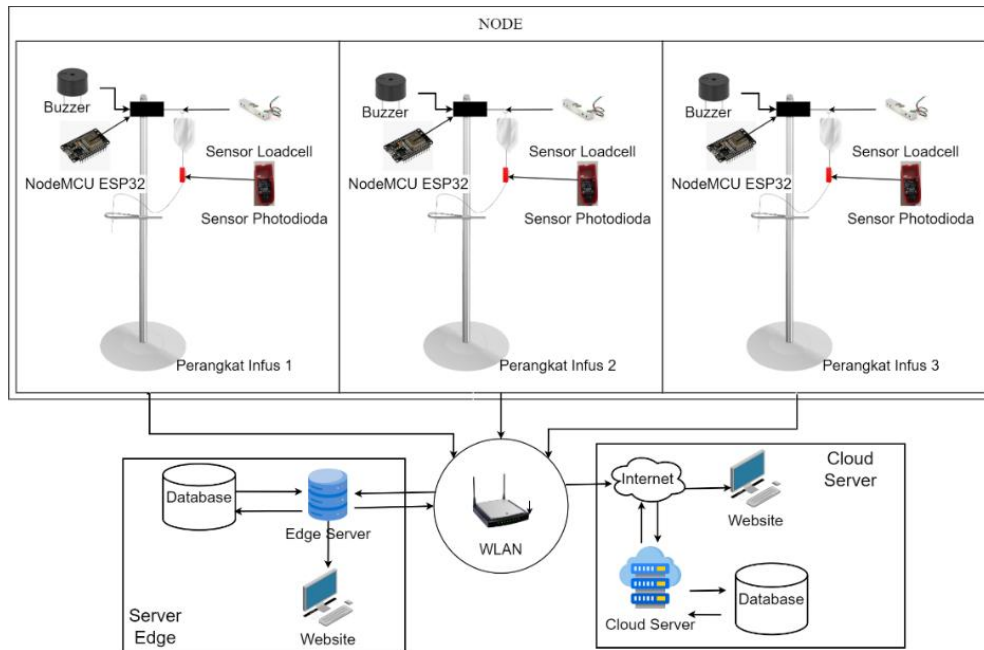 NODE
Buzzer
NodeMCU ESP32
Sensor Loadcell
Sensor Photodioda
Perangkat Infus 1
Buzzer
NodeMCU ESP32
Sensor Loadcell
Sensor Photodioda
Perangkat Infus 2
Buzzer
NodeMCU ESP32
Sensor Loadcell
Sensor Photodioda
Perangkat Infus 3
Database
Edge Server
Website
Server
Edge
WLAN
Internet
Website
Cloud
Server
Cloud Server
Database